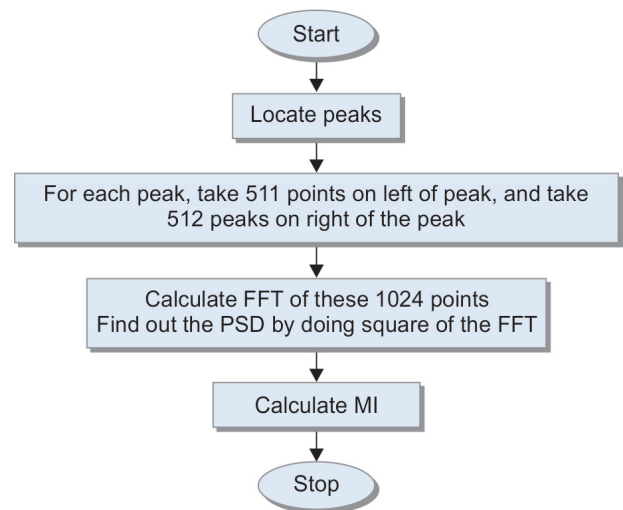 Start
Locate peaks
For each peak, take 511 points on left of peak, and take
512 peaks on right of the peak
Calculate FFT of these 1024 points
Find out the PSD by doing square of the FFT
Calculate MI
Stop